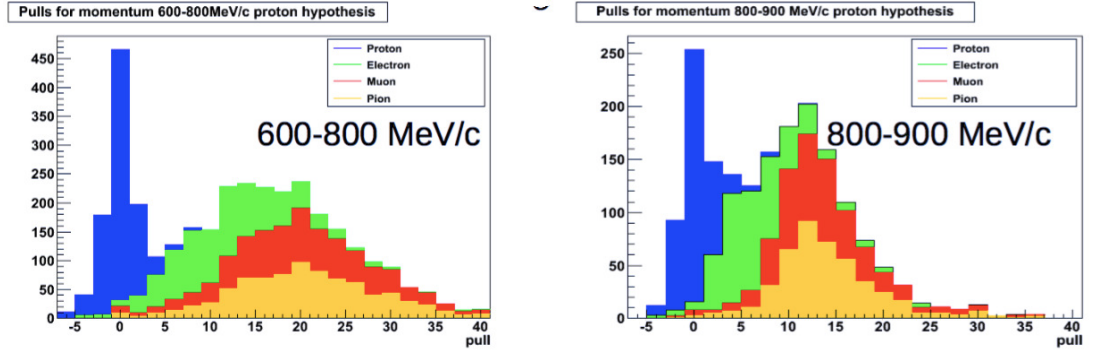 Pulls for momentum 600-800MeV/c proton hypothesis
450
400
350
300
250
200
150
100
50
0
Proton
Electron
Muon
Pion
600-800 MeV/c
-5 0 5 10 15 20 25 30 35 40
pull
Pulls for momentum 800-900 MeV/c proton hypothesis
250
200
150
100
50
0
Proton
Electron
Muon
Pion
800-900 MeV/c
-5 0 5 10 15 20 25 30 35 40
pull